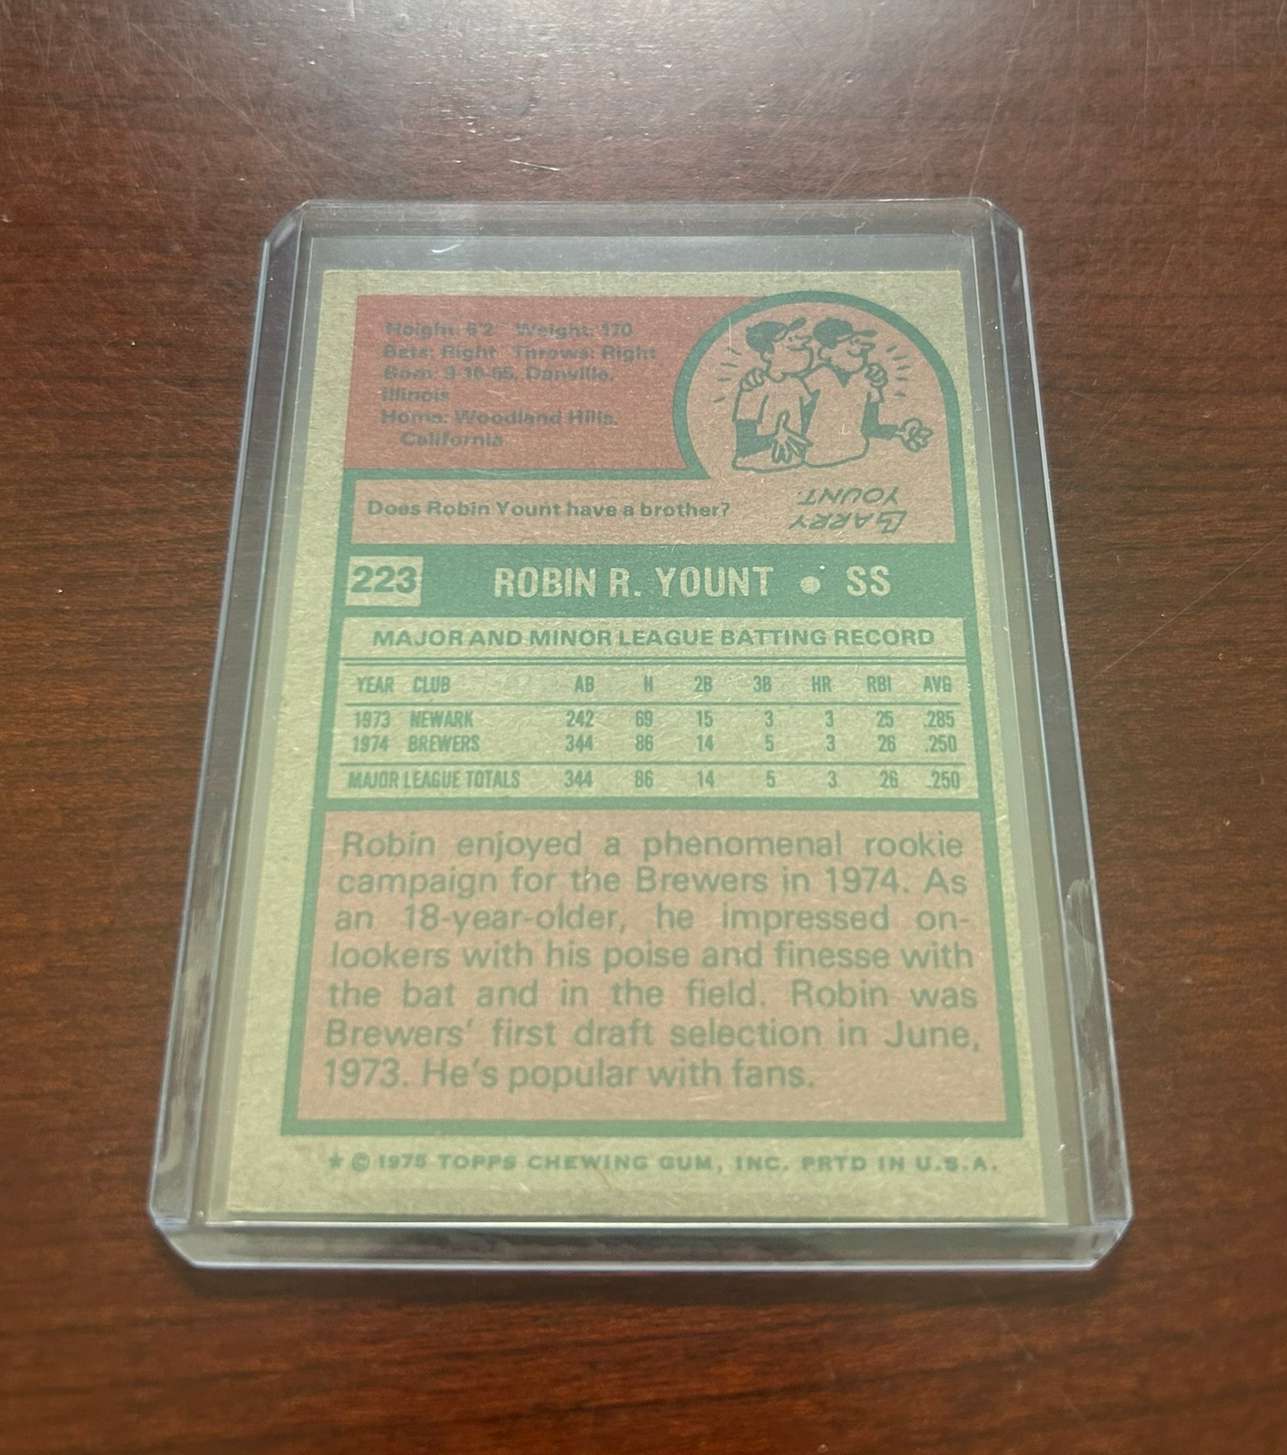 Height: 6'2" Weight: 170
Bats: Right Throws: Right
Born: 9-16-55, Danville,
Illinois
Home: Woodland Hills,
California
Does Robin Yount have a brother?
LARRY
YOUNT.
223 ROBIN R. YOUNT • SS
MAJOR AND MINOR LEAGUE BATTING RECORD
YEAR CLUB AB H 2B 3B HR RBI AVG
1973 NEWARK 242 69 15 3 3 25 .285
1974 BREWERS 344 86 14 5 3 26 .250
MAJOR LEAGUE TOTALS 344 86 14 5 3 26 .250
Robin enjoyed a phenomenal rookie
campaign for the Brewers in 1974. As
an 18-year-older, he impressed on-
lookers with his poise and finesse with
the bat and in the field. Robin was
Brewers' first draft selection in June,
1973. He's popular with fans.
* © 1975 TOPPS CHEWING GUM, INC. PRTD IN U.S.A.